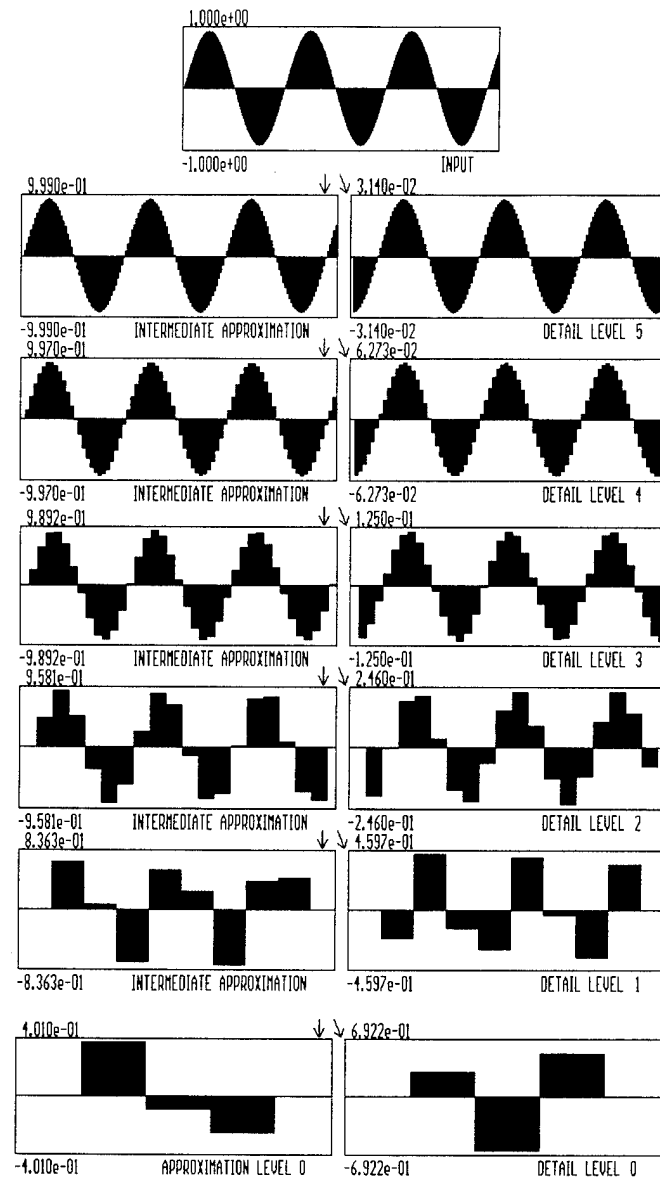 1.000e+00
-1.000e+00 INPUT
9.990e-01 3.140e-02
-9.990e-01 INTERMEDIATE APPROXIMATION -3.140e-02 DETAIL LEVEL 5
9.970e-01 6.273e-02
-9.970e-01 INTERMEDIATE APPROXIMATION -6.273e-02 DETAIL LEVEL 4
9.892e-01 1.250e-01
-9.892e-01 INTERMEDIATE APPROXIMATION -1.250e-01 DETAIL LEVEL 3
9.581e-01 2.460e-01
-9.581e-01 INTERMEDIATE APPROXIMATION -2.460e-01 DETAIL LEVEL 2
8.363e-01 4.597e-01
-8.363e-01 INTERMEDIATE APPROXIMATION -4.597e-01 DETAIL LEVEL 1
4.010e-01 6.922e-01
-4.010e-01 APPROXIMATION LEVEL 0 -6.922e-01 DETAIL LEVEL 0